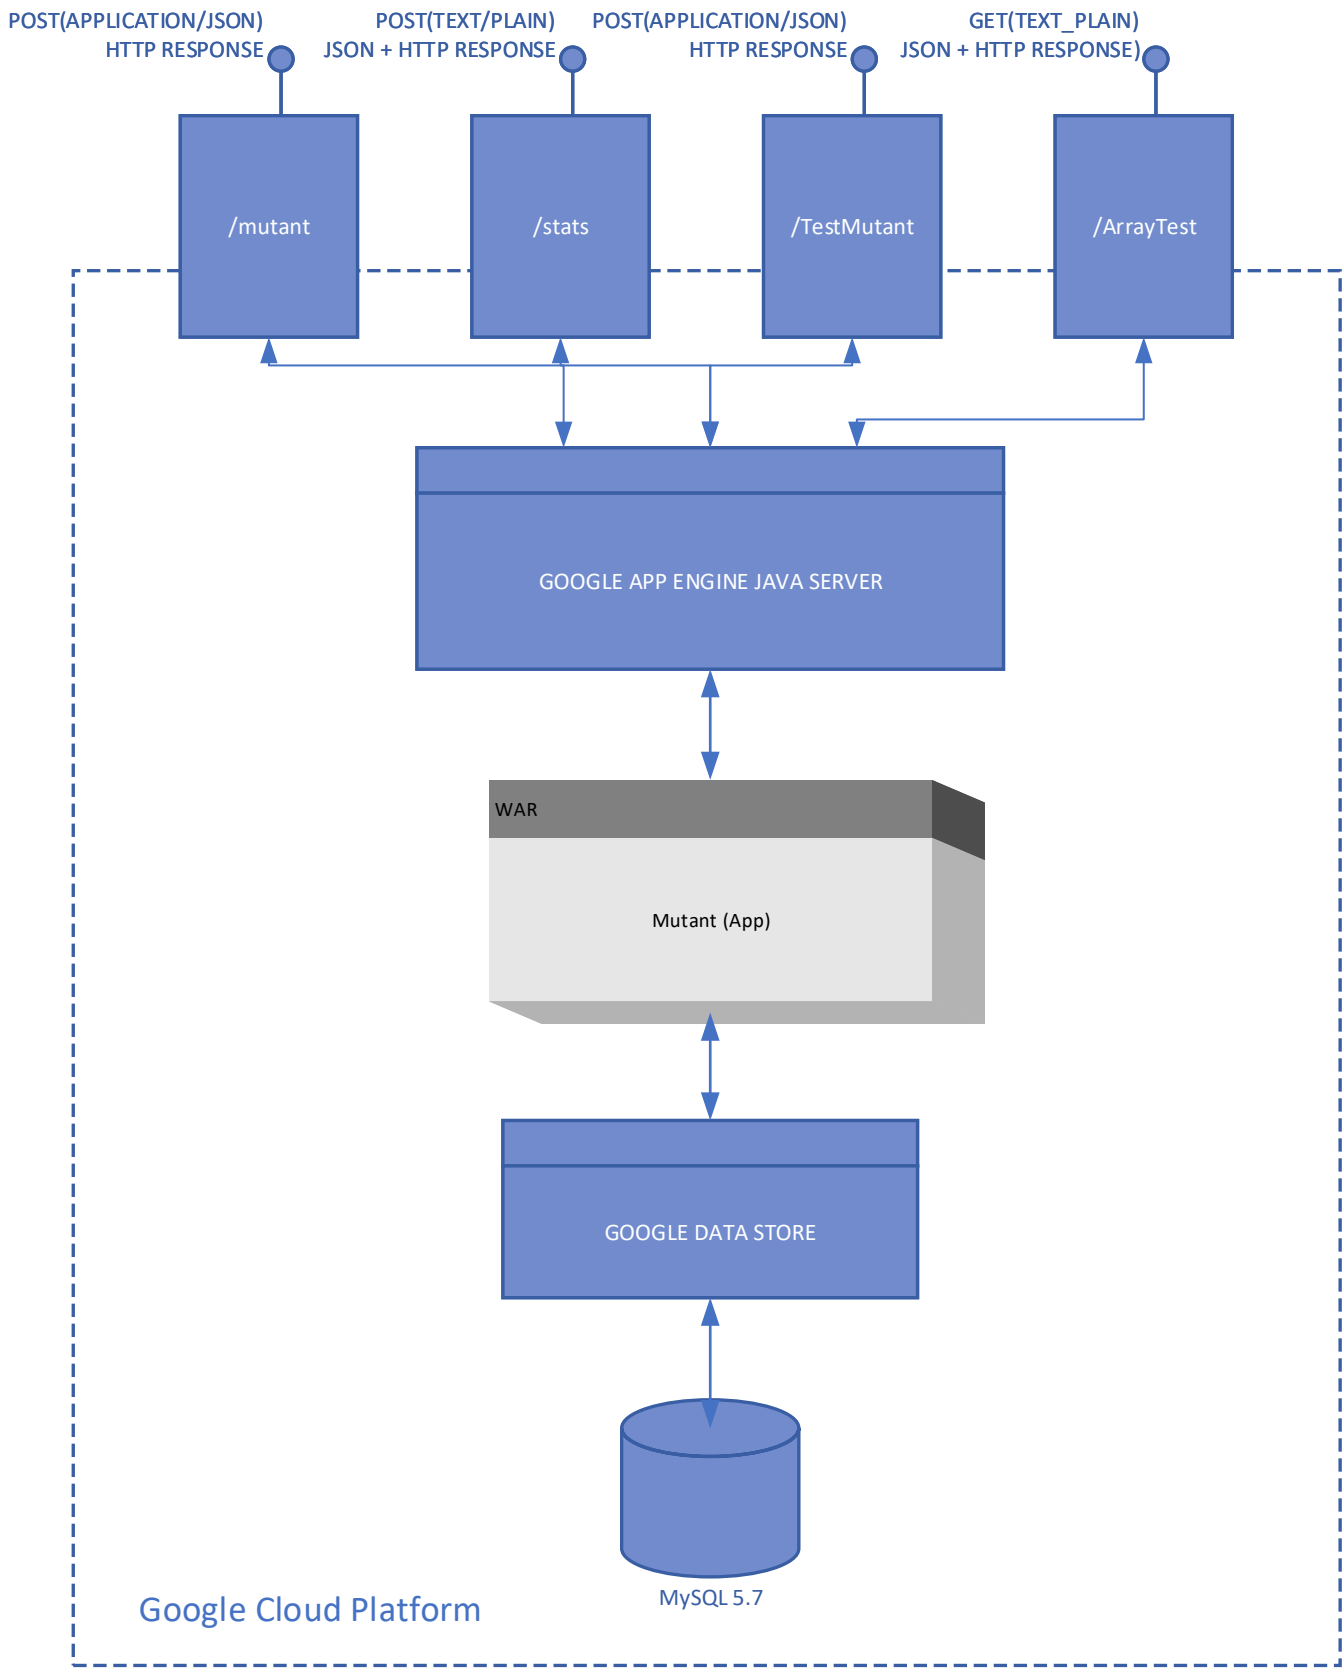 POST(APPLICATION/JSON)
HTTP RESPONSE
POST(TEXT/PLAIN)
JSON + HTTP RESPONSE
POST(APPLICATION/JSON)
HTTP RESPONSE
GET(TEXT_PLAIN)
JSON + HTTP RESPONSE)
/mutant
/stats
/TestMutant
/ArrayTest
GOOGLE APP ENGINE JAVA SERVER
WAR
Mutant (App)
GOOGLE DATA STORE
MySQL 5.7
Google Cloud Platform